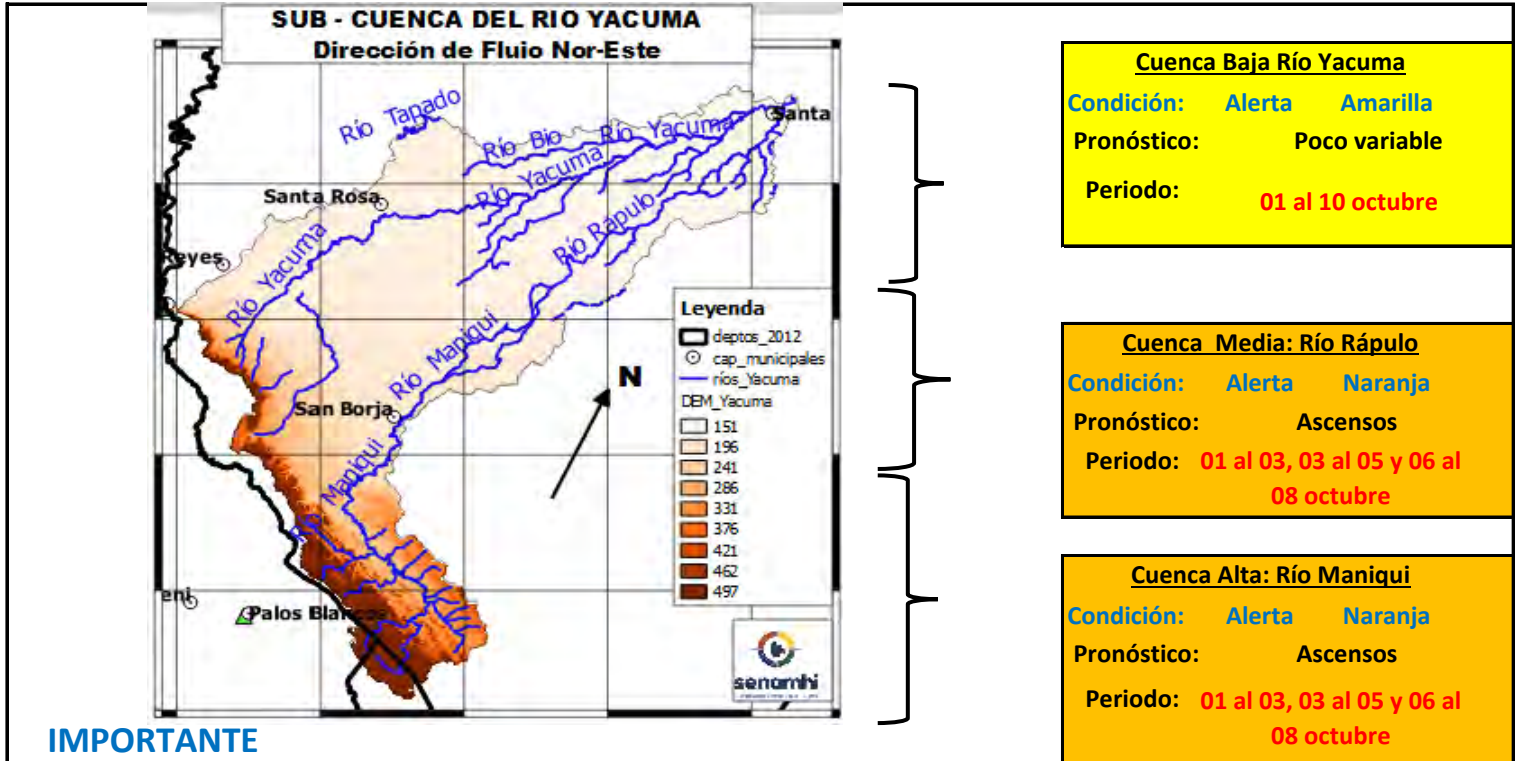 SUB - CUENCA DEL RIO YACUMA
Dirección de Fluio Nor-Este
Río Tapado
Río Bio
Río Yacuma
Santa
Río Yacuma
Santa Rosa
Río Rápulo
Reyes
Río Yacuma
Río Maniqui
San Borja
Río Maniqui
N
Leyenda
deptos_2012
cap_municipales
ríos_Yacuma
DEM_Yacuma
151
196
241
286
331
376
421
462
497
eni
Palos Blancos
senamhi
IMPORTANTE
Cuenca Baja Río Yacuma
Condición: Alerta Amarilla
Pronóstico: Poco variable
Periodo: 01 al 10 octubre
Cuenca Media: Río Rápulo
Condición: Alerta Naranja
Pronóstico: Ascensos
Periodo: 01 al 03, 03 al 05 y 06 al
08 octubre
Cuenca Alta: Río Maniqui
Condición: Alerta Naranja
Pronóstico: Ascensos
Periodo: 01 al 03, 03 al 05 y 06 al
08 octubre